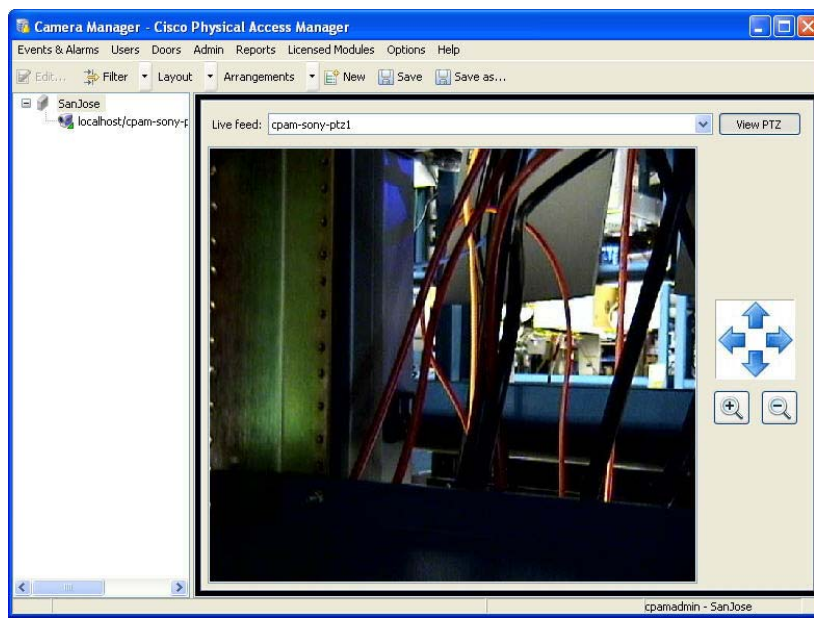 Camera Manager - Cisco Physical Access Manager
Events & Alarms Users Doors Admin Reports Licensed Modules Options Help
Edit... Filter Layout Arrangements New Save Save as...
SanJose
localhost/cpam-sony-p
Live feed: cpam-sony-ptz1 View PTZ
cpamadmin - SanJose